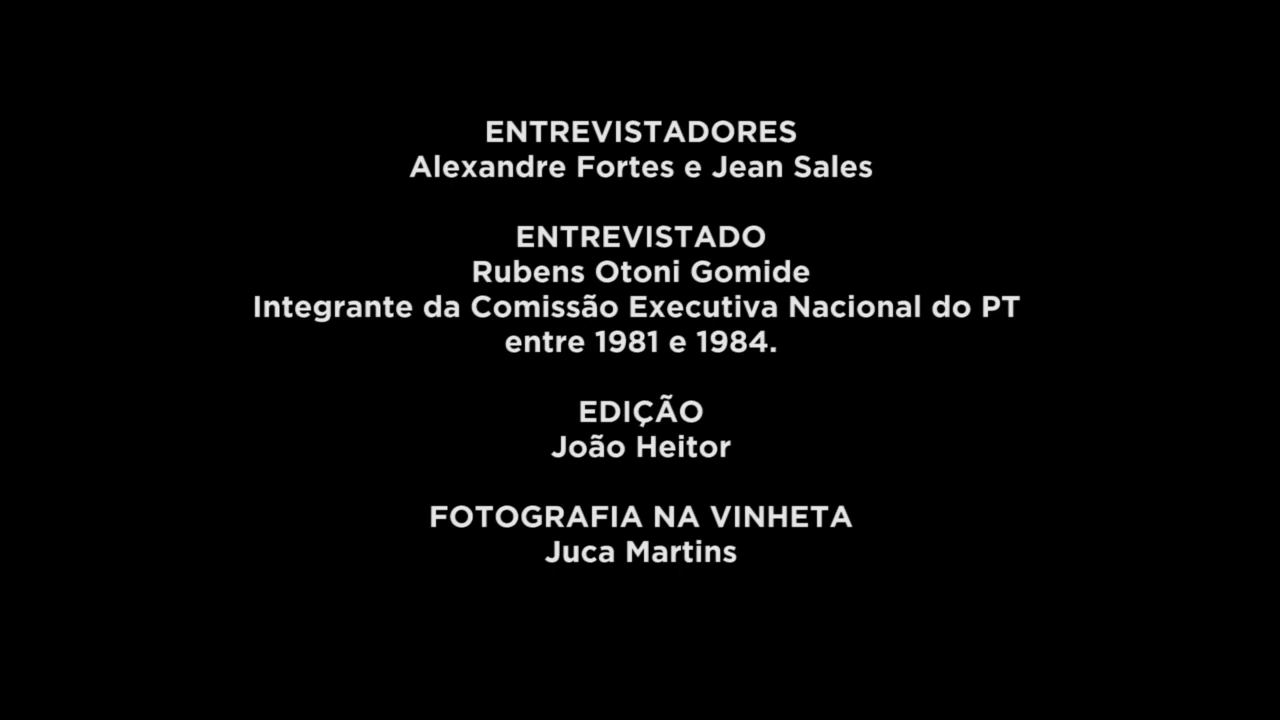 ENTREVISTADORES
Alexandre Fortes e Jean Sales
ENTREVISTADO
Rubens Otoni Gomide
Integrante da Comissão Executiva Nacional do PT
entre 1981 e 1984.
EDIÇÃO
João Heitor
FOTOGRAFIA NA VINHETA
Juca Martins